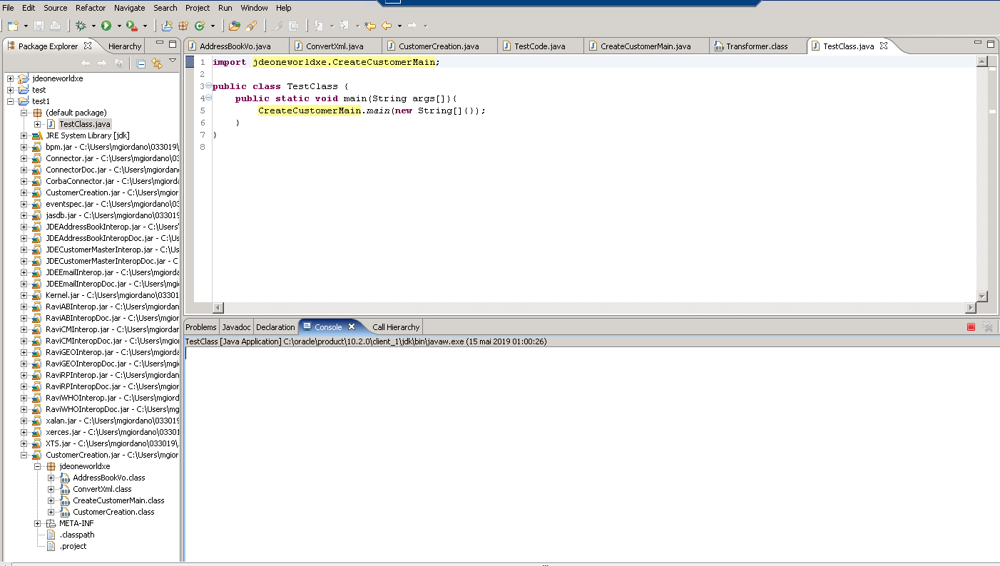 File Edit Source Refactor Navigate Search Project Run Window Help
Package Explorer Hierarchy
AddressBookVo.java ConvertXml.java CustomerCreation.java TestCode.java CreateCustomerMain.java Transformer.class TestClass.java
jdeoneworldxe
test
test1
(default package)
TestClass.java
JRE System Library [jdk]
bpm.jar - C:\Users\mgiordano\033019\
Connector.jar - C:\Users\mgiordano\03
ConnectorDoc.jar - C:\Users\mgiordano
CorbaConnector.jar - C:\Users\mgiorda
CustomerCreation.jar - C:\Users\mgior
eventspec.jar - C:\Users\mgiordano\03
jasdb.jar - C:\Users\mgiordano\033019
JDEAddressBookInterop.jar - C:\Users\
JDEAddressBookInteropDoc.jar - C:\Us
JDECustomerMasterInterop.jar - C:\Use
JDECustomerMasterInteropDoc.jar - C:
JDEEmailInterop.jar - C:\Users\mgiorda
JDEEmailInteropDoc.jar - C:\Users\mgi
Kernel.jar - C:\Users\mgiordano\03301
RaviABInterop.jar - C:\Users\mgiordan
RaviABInteropDoc.jar - C:\Users\mgior
RaviCMInterop.jar - C:\Users\mgiordar
RaviCMInteropDoc.jar - C:\Users\mgior
RaviGEOInterop.jar - C:\Users\mgiorda
RaviGEOInteropDoc.jar - C:\Users\mgi
RaviRPInterop.jar - C:\Users\mgiordan
RaviRPInteropDoc.jar - C:\Users\mgior
RaviWHOInterop.jar - C:\Users\mgiord
RaviWHOInteropDoc.jar - C:\Users\mg
xalan.jar - C:\Users\mgiordano\033019
xerces.jar - C:\Users\mgiordano\03301
XTS.jar - C:\Users\mgiordano\033019\
CustomerCreation.jar - C:\Users\mgior
jdeoneworldxe
AddressBookVo.class
ConvertXml.class
CreateCustomerMain.class
CustomerCreation.class
META-INF
.classpath
.project
1 import jdeoneworldxe.CreateCustomerMain;
2
3 public class TestClass {
4 public static void main(String args[]){
5 CreateCustomerMain.main(new String[]{});
6 }
7 }
8
Problems Javadoc Declaration Console Call Hierarchy
TestClass [Java Application] C:\oracle\product\10.2.0\client_1\jdk\bin\javaw.exe (15 mai 2019 01:00:26)